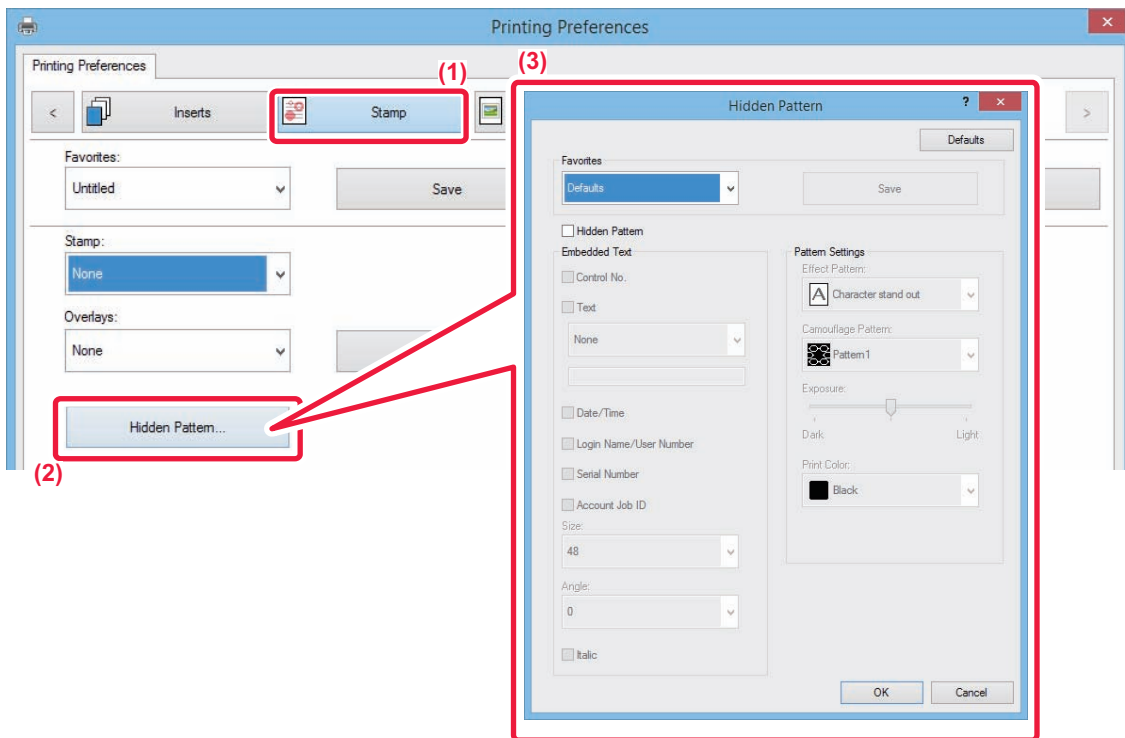 Printing Preferences
Printing Preferences
(1)
(3)
<
Inserts
Stamp
>
Favorites:
Untitled
Save
Stamp:
None
Overlays:
None
Hidden Pattern...
(2)
Hidden Pattern
?
Defaults
Favorites
Defaults
Save
Hidden Pattern
Embedded Text
Control No.
Text
None
Date/Time
Login Name/User Number
Serial Number
Account Job ID
Size:
48
Angle:
0
Italic
Pattern Settings
Effect Pattern:
A Character stand out
Camouflage Pattern:
Pattern1
Exposure:
Dark Light
Print Color:
Black
OK Cancel